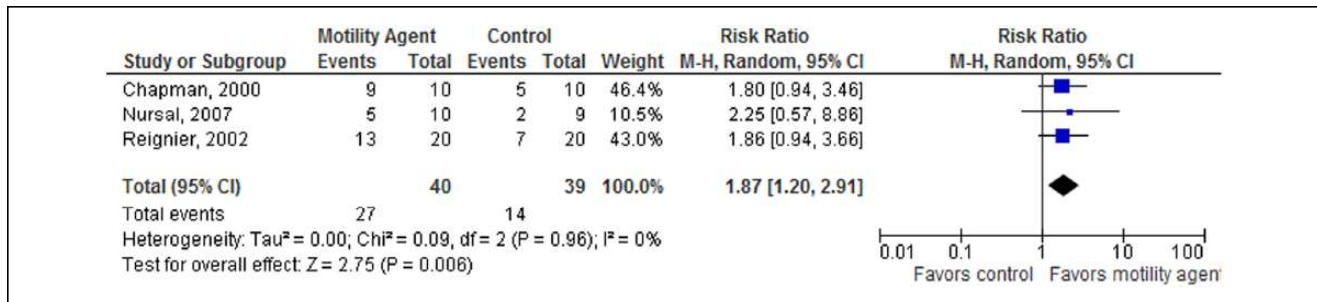 Motility Agent Control Risk Ratio Risk Ratio
Study or Subgroup Events Total Events Total Weight M-H, Random, 95% CI M-H, Random, 95% CI
Chapman, 2000 9 10 5 10 46.4% 1.80 [0.94, 3.46]
Nursal, 2007 5 10 2 9 10.5% 2.25 [0.57, 8.86]
Reignier, 2002 13 20 7 20 43.0% 1.86 [0.94, 3.66]
Total (95% CI) 40 39 100.0% 1.87 [1.20, 2.91]
Total events 27 14
Heterogeneity: Tau² = 0.00; Chi² = 0.09, df = 2 (P = 0.96); I² = 0%
Test for overall effect: Z = 2.75 (P = 0.006)
0.01 0.1 1 10 100
Favors control Favors motility agen